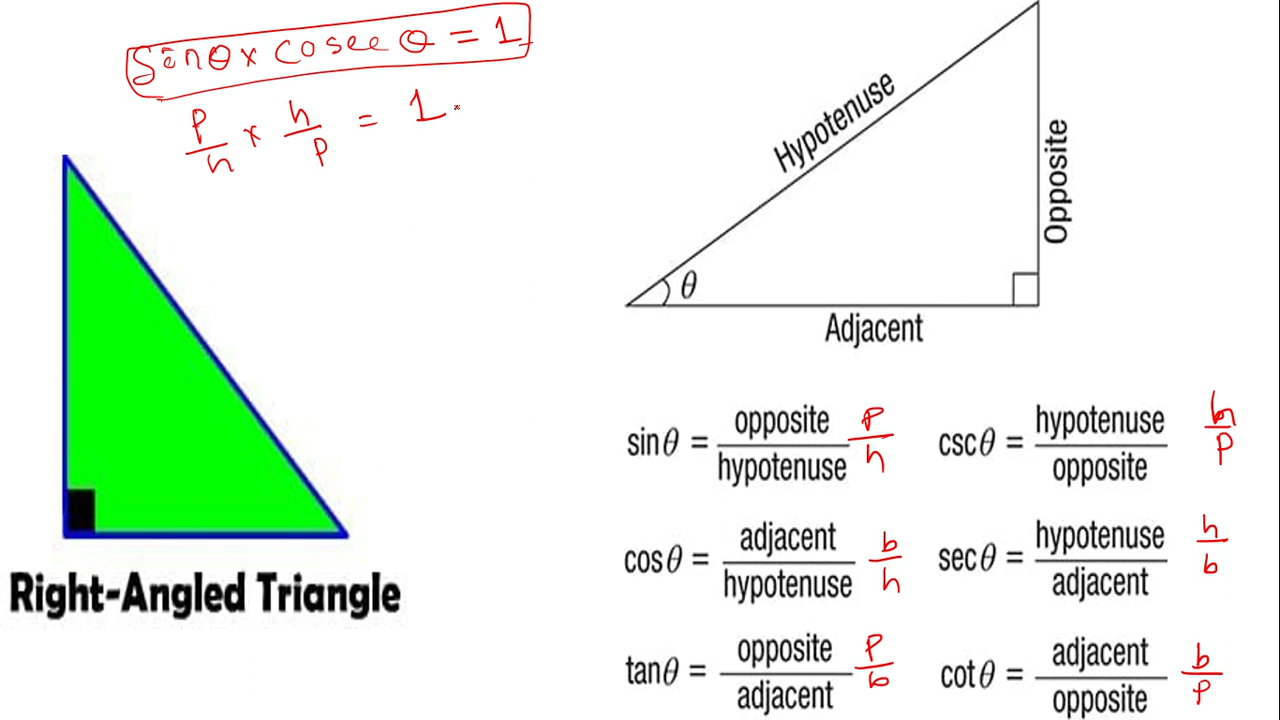 sinθ × cosec θ = 1
p/h × h/p = 1
Hypotenuse
Opposite
θ
Adjacent
sinθ = opposite/hypotenuse p/h
cscθ = hypotenuse/opposite h/p
cosθ = adjacent/hypotenuse b/h
secθ = hypotenuse/adjacent h/b
tanθ = opposite/adjacent p/b
cotθ = adjacent/opposite b/p
Right-Angled Triangle